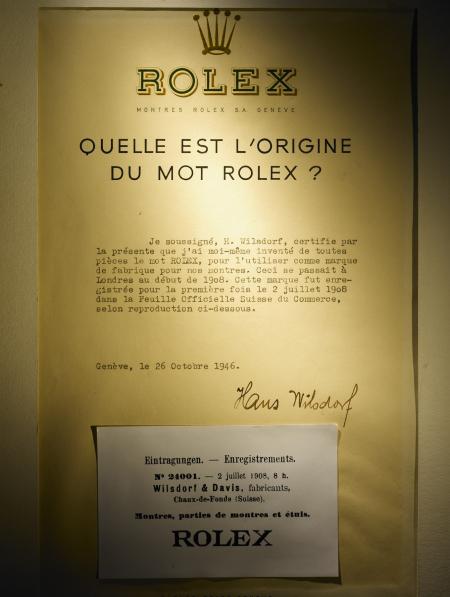 ROLEX
MONTRES ROLEX SA GENÈVE
QUELLE EST L'ORIGINE
DU MOT ROLEX ?
Je soussigné, H. Wilsdorf, certifie par
la présente que j'ai moi-même inventé de toutes
pièces le mot ROLEX, pour l'utiliser comme marque
de fabrique pour nos montres. Ceci se passait à
Londres au début de 1908. Cette marque fut enre-
gistrée pour la première fois le 2 juillet 1908
dans la Feuille Officielle Suisse du Commerce,
selon reproduction ci-dessous.
Genève, le 26 Octobre 1946.
Hans Wilsdorf
Eintragungen. — Enregistrements.
Nº 24001. — 2 juillet 1908, 8 h.
Wilsdorf & Davis, fabricants,
Chaux-de-Fonds (Suisse).
Montres, parties de montres et étuis.
ROLEX